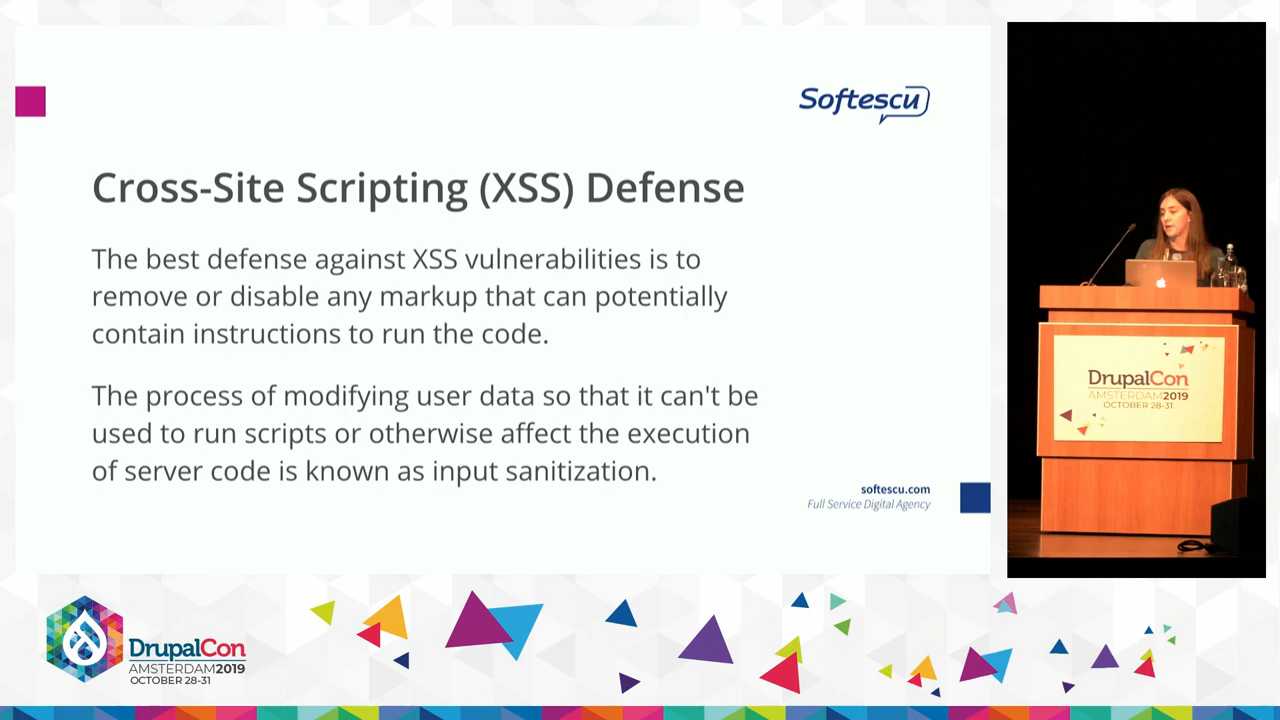 Softescu
Cross-Site Scripting (XSS) Defense
The best defense against XSS vulnerabilities is to
remove or disable any markup that can potentially
contain instructions to run the code.
The process of modifying user data so that it can't be
used to run scripts or otherwise affect the execution
of server code is known as input sanitization.
softescu.com
Full Service Digital Agency
DrupalCon
AMSTERDAM2019
OCTOBER 28-31
DrupalCon
AMSTERDAM2019
OCTOBER 28-31